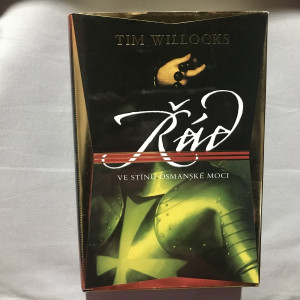 TIM WILLOCKS
Řád
VE STÍNU OSMANSKÉ MOCI